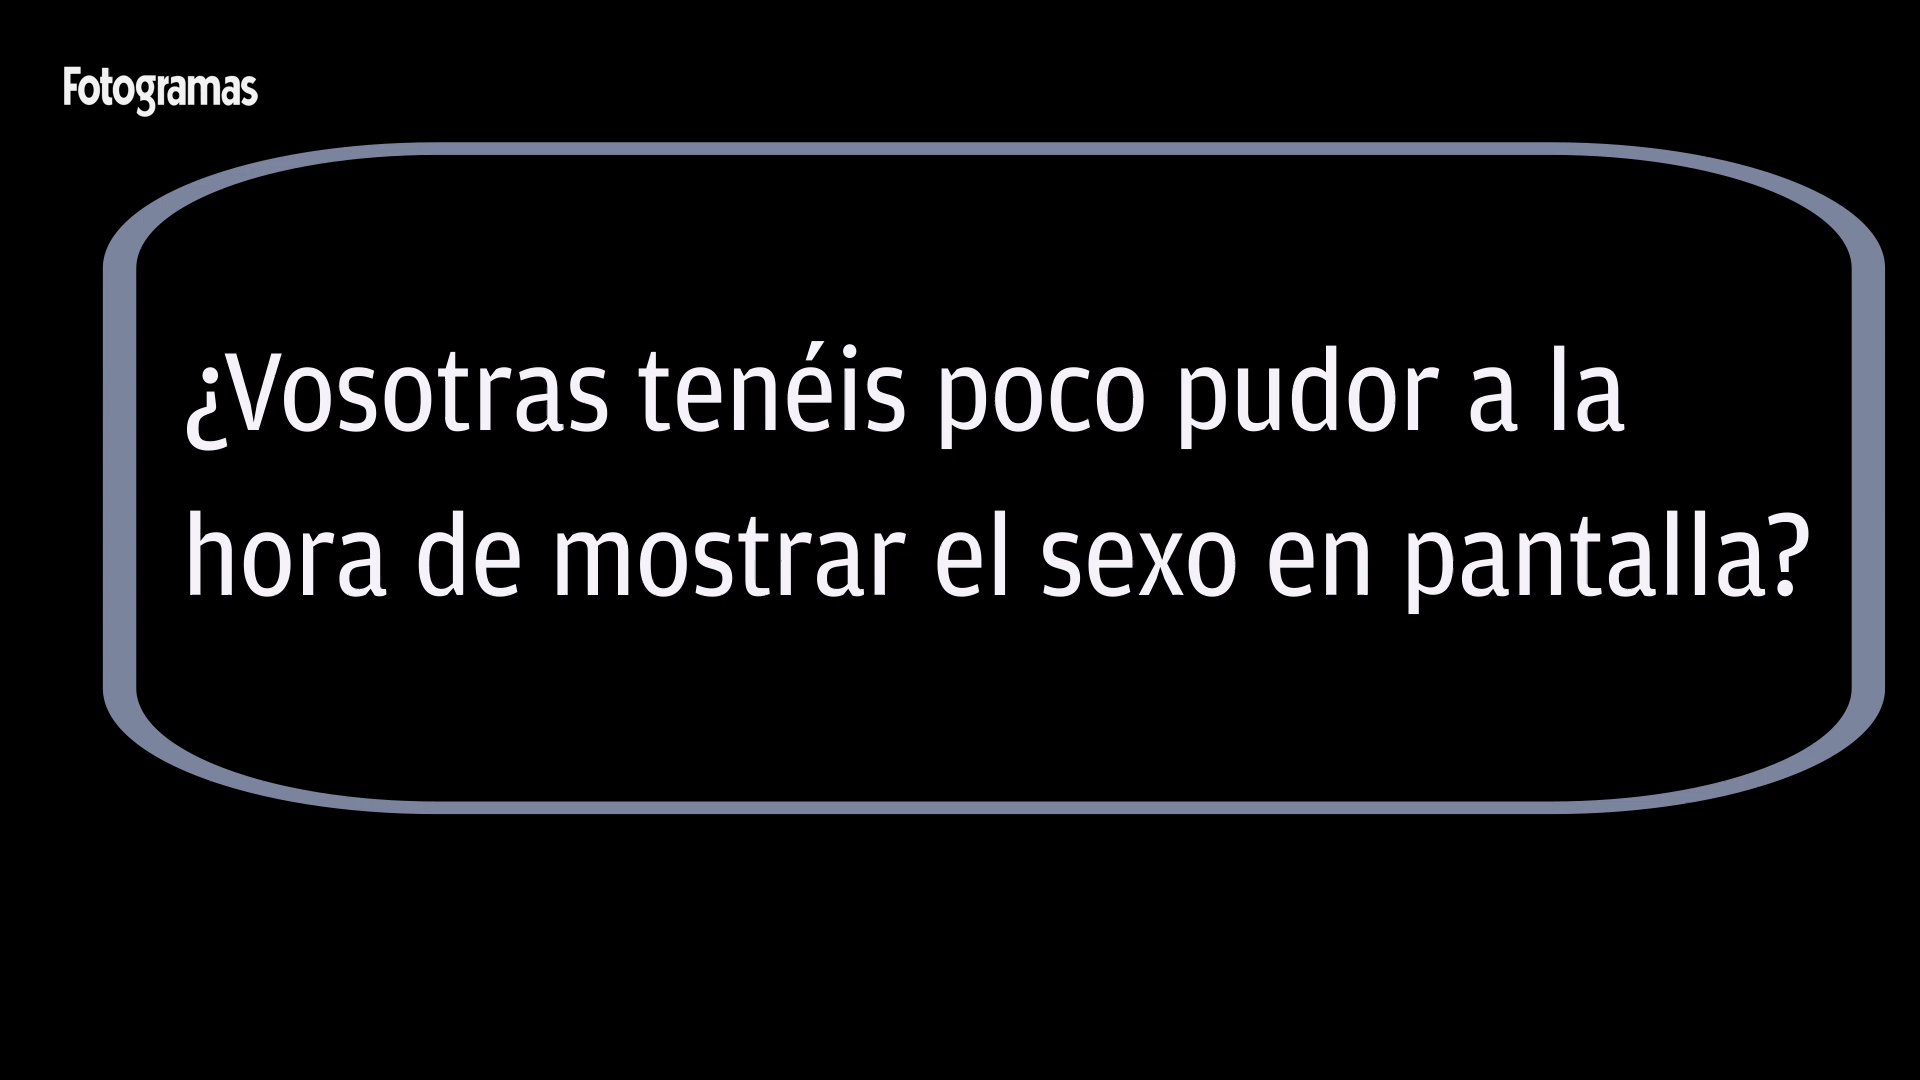 Fotogramas
¿Vosotras tenéis poco pudor a la
hora de mostrar el sexo en pantalla?